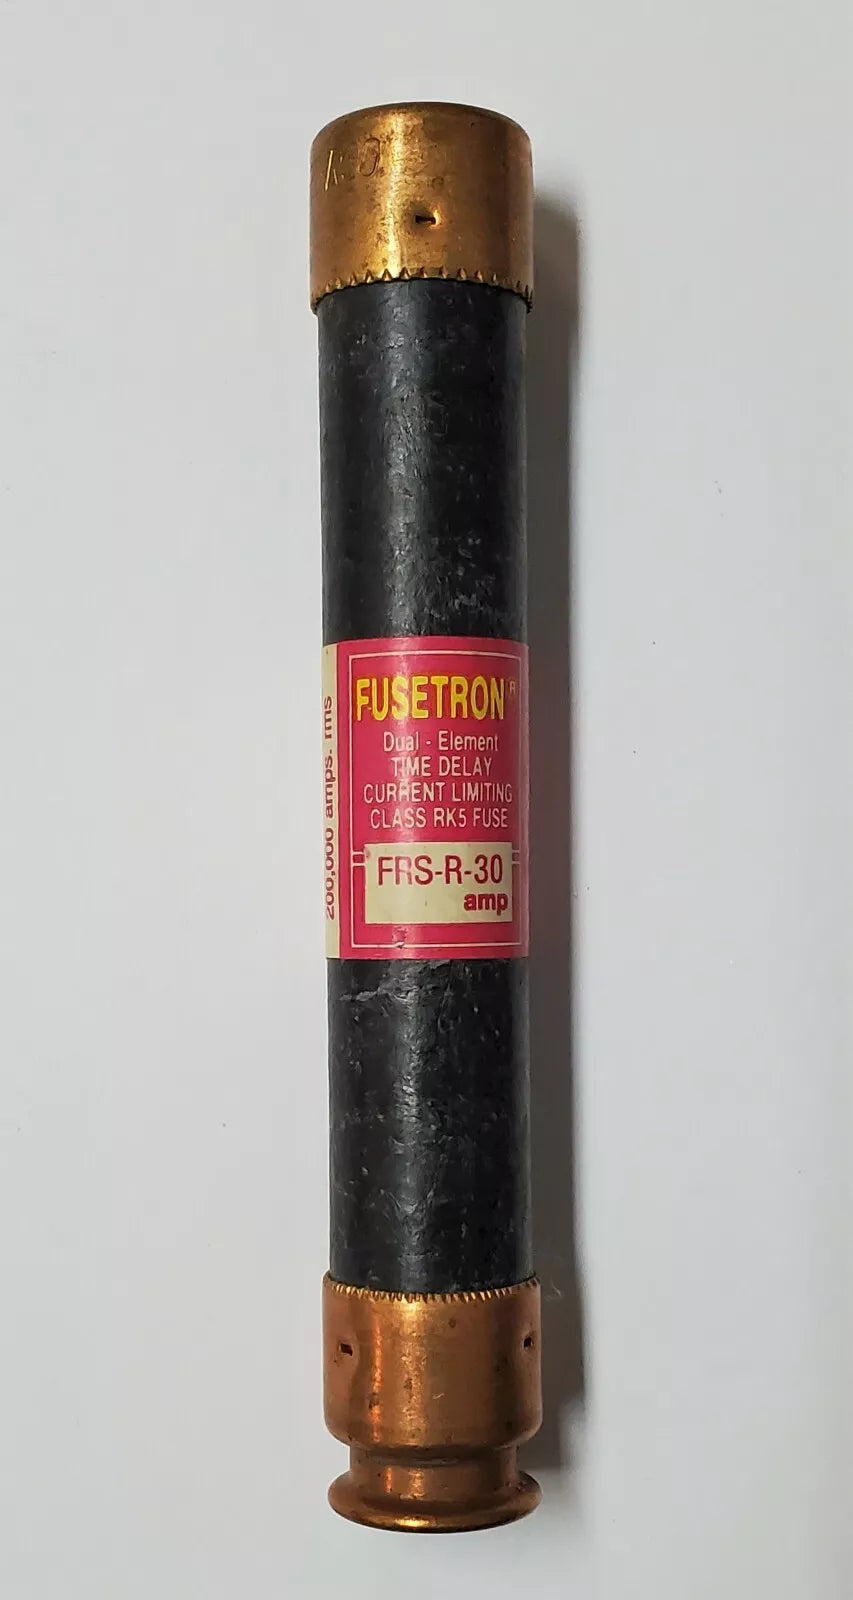 FUSETRON®
Dual - Element
TIME DELAY
CURRENT LIMITING
CLASS RK5 FUSE
FRS-R-30
amp
200,000 amps. rms